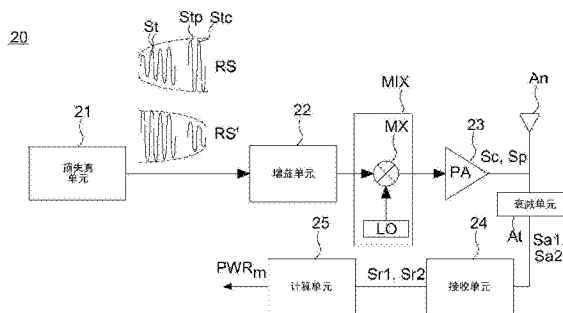 20
St
Stp
Stc
RS
RS'
21
预失真
单元
22
增益单元
MIX
MX
LO
23
PA
Sc, Sp
An
衰减单元
At
Sa1,
Sa2
24
接收单元
Sr1, Sr2
25
计算单元
PWRm